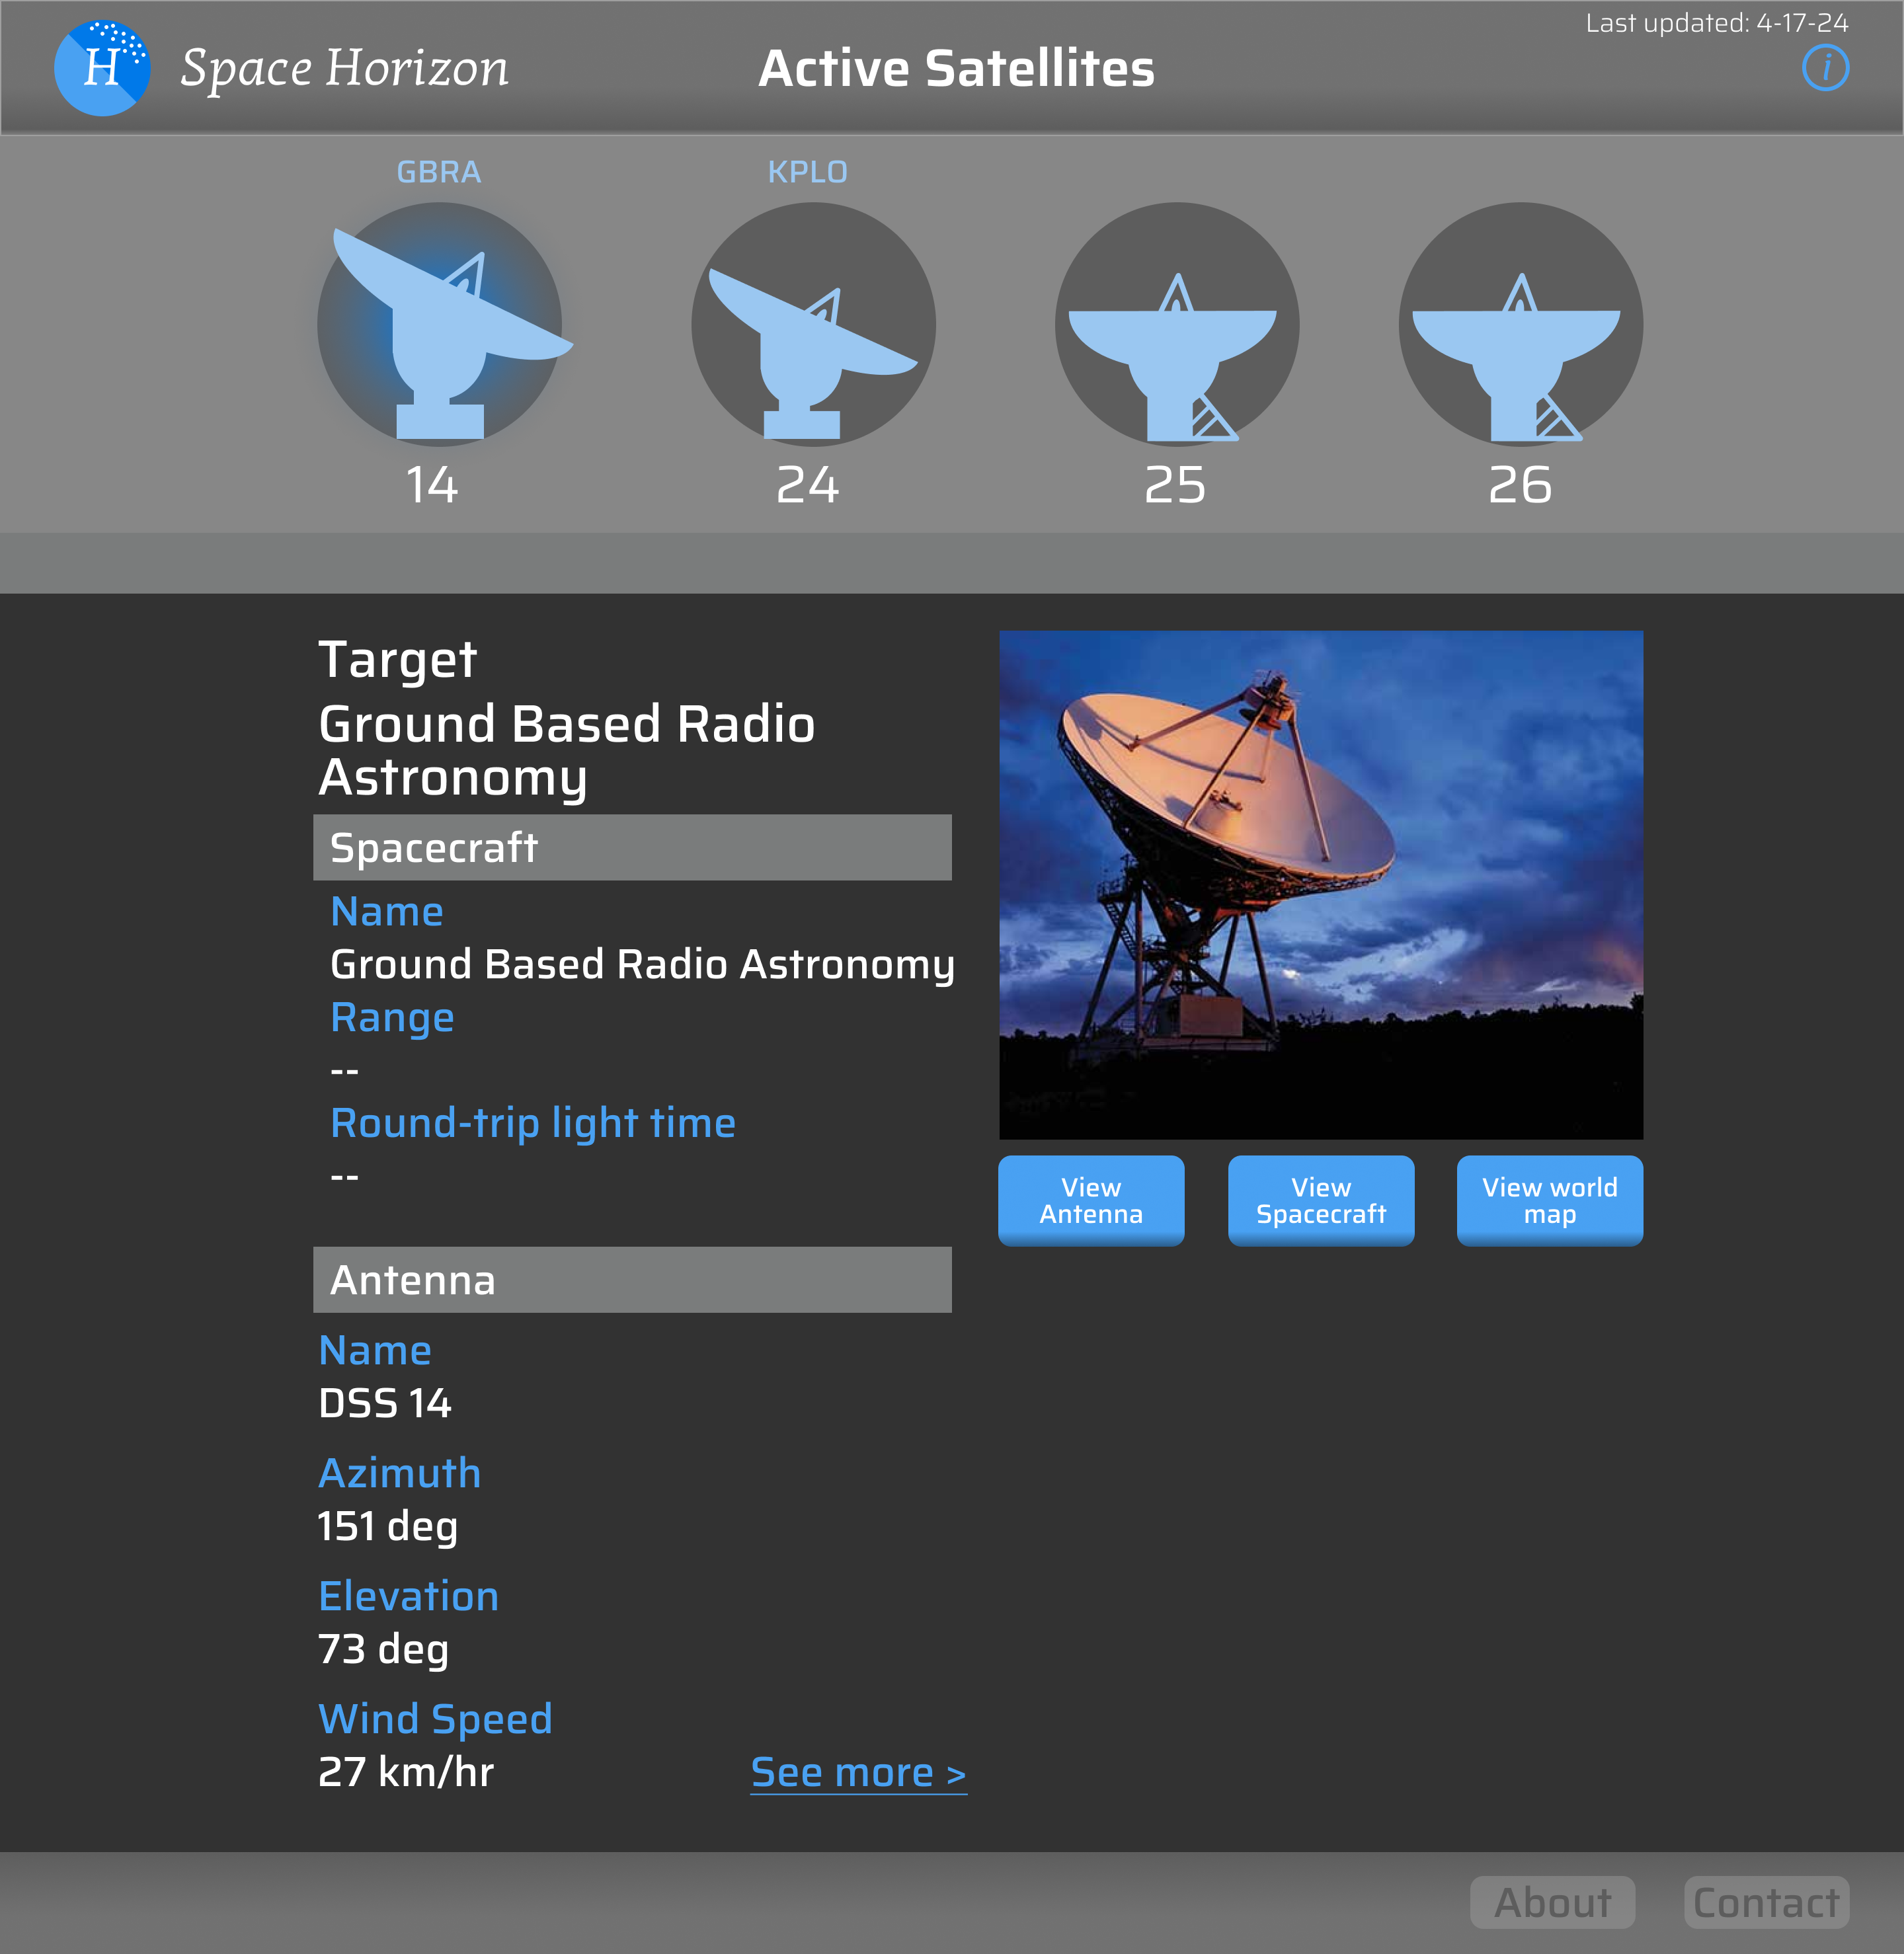 Last updated: 4-17-24
H Space Horizon
Active Satellites
i
GBRA
KPLO
14
24
25
26
Target
Ground Based Radio
Astronomy
Spacecraft
Name
Ground Based Radio Astronomy
Range
--
Round-trip light time
--
View
Antenna
View
Spacecraft
View world
map
Antenna
Name
DSS 14
Azimuth
151 deg
Elevation
73 deg
Wind Speed
27 km/hr
See more >
About
Contact